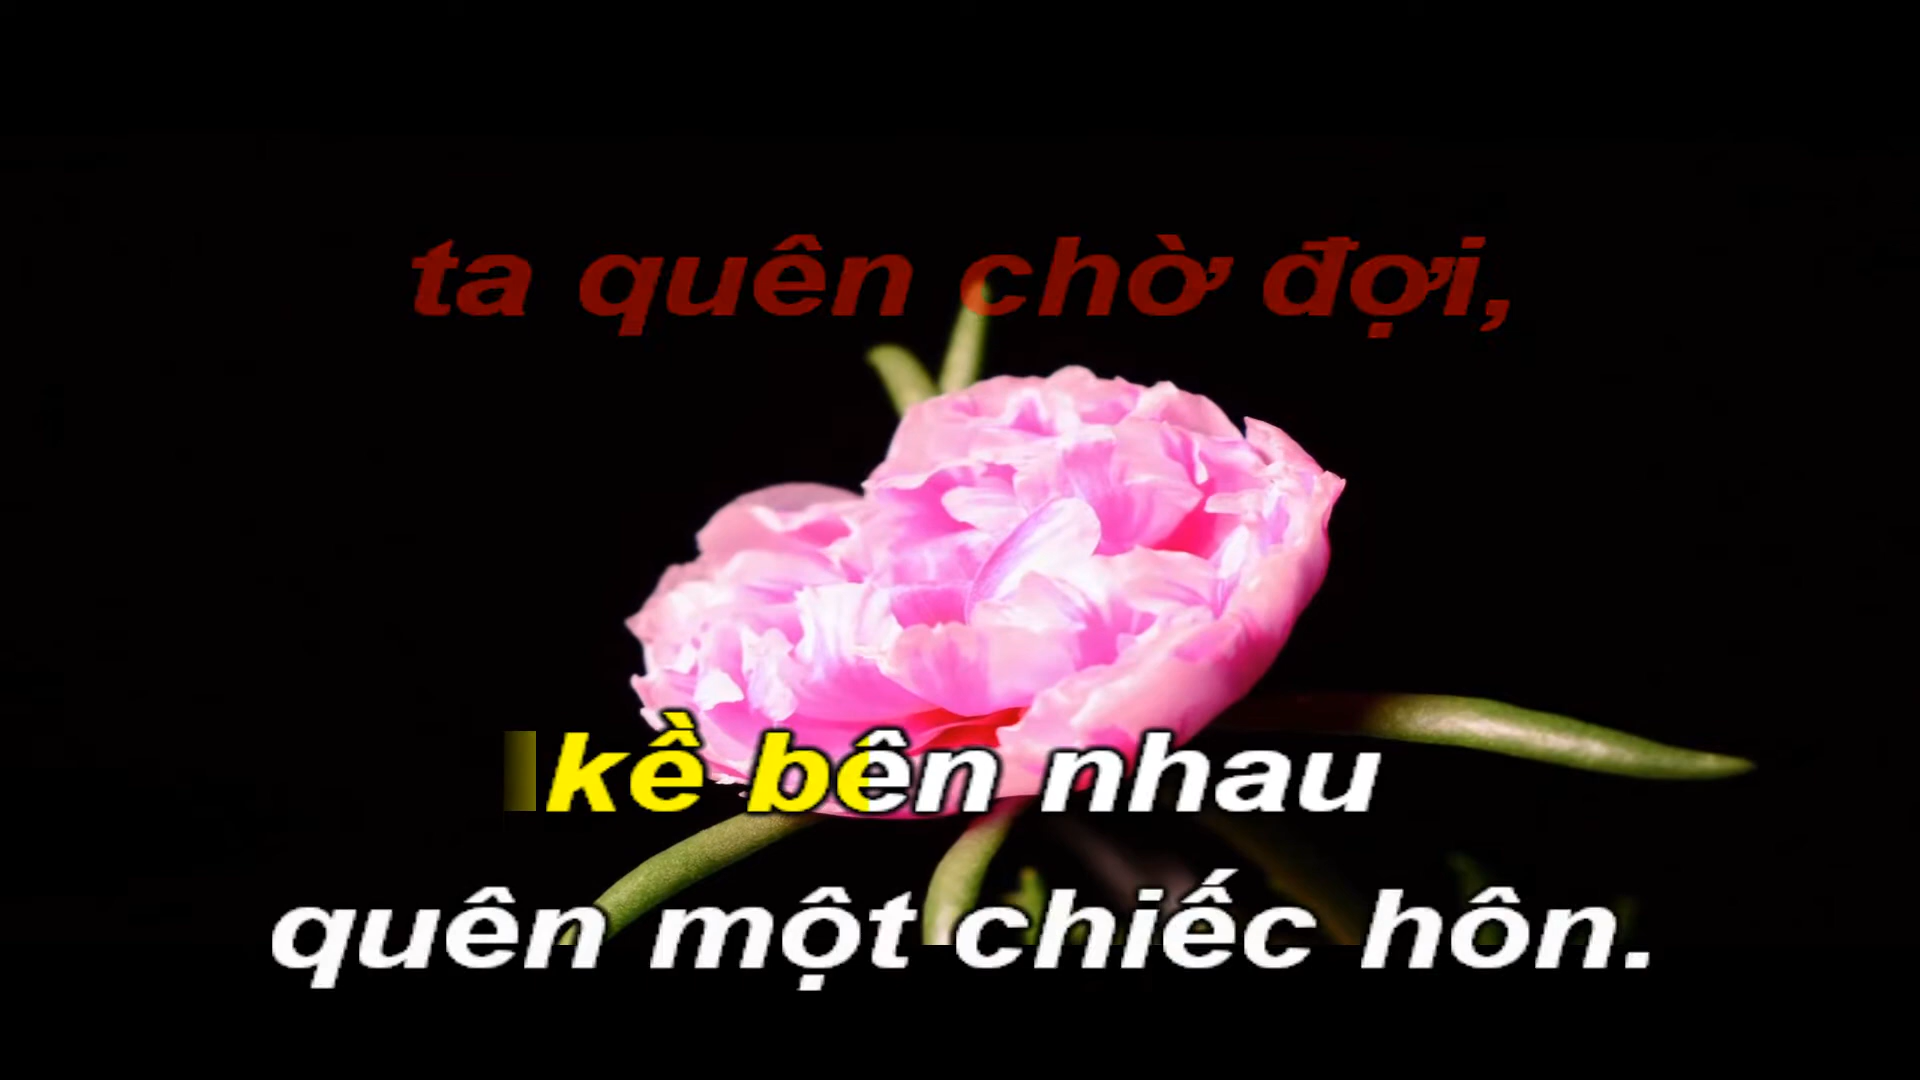 ta quên chờ đợi,
kề bên nhau
quên một chiếc hôn.